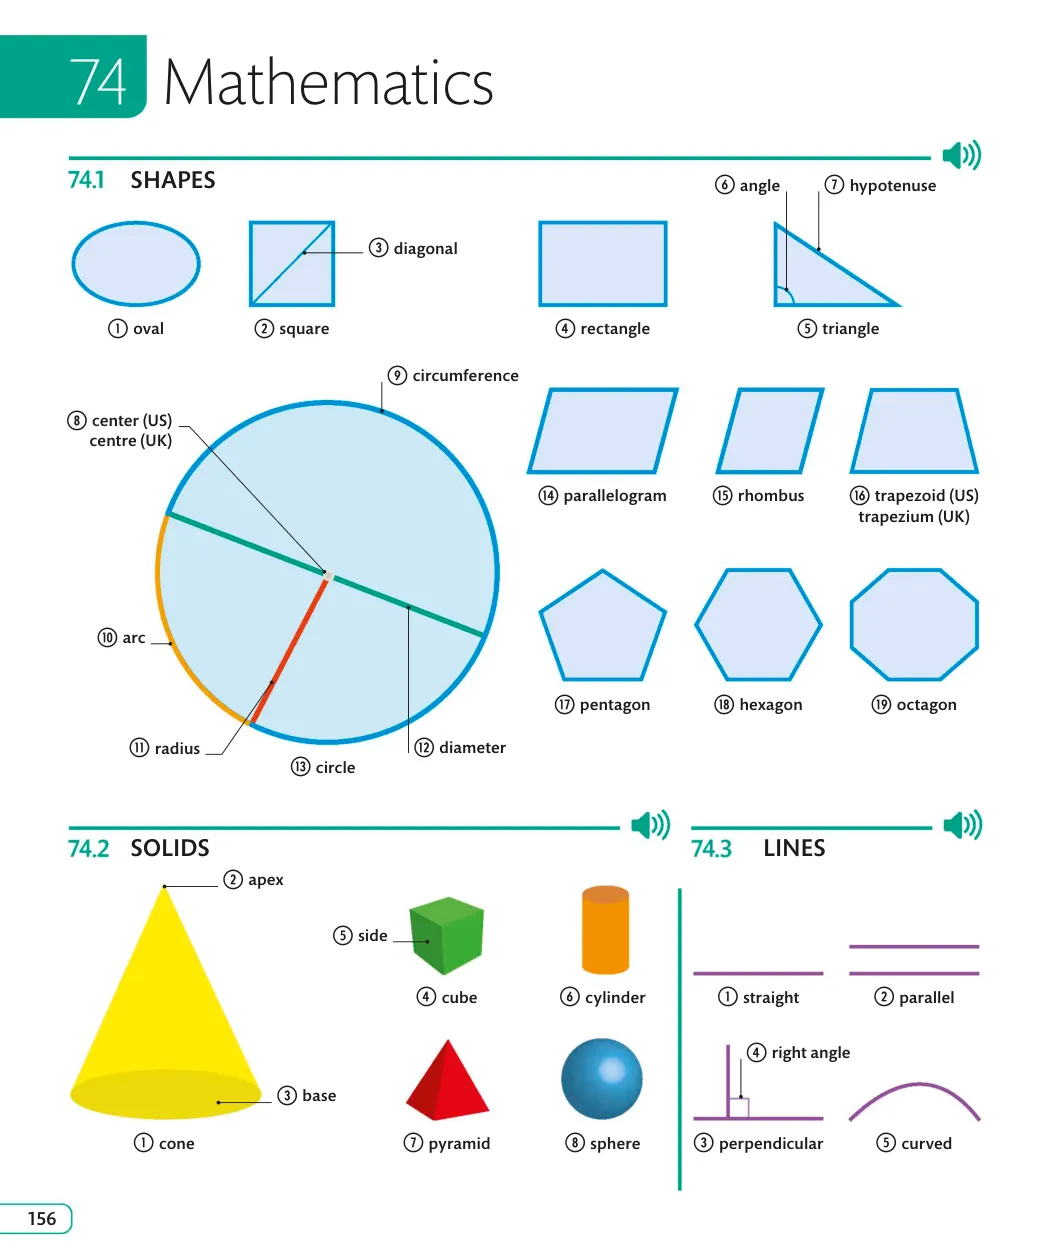 74 Mathematics
74.1 SHAPES
⑥ angle
⑦ hypotenuse
③ diagonal
① oval
② square
④ rectangle
⑤ triangle
⑨ circumference
⑧ center (US)
centre (UK)
⑭ parallelogram
⑮ rhombus
⑯ trapezoid (US)
trapezium (UK)
⑩ arc
⑰ pentagon
⑱ hexagon
⑲ octagon
⑪ radius
⑫ diameter
⑬ circle
74.2 SOLIDS
② apex
⑤ side
④ cube
⑥ cylinder
③ base
① cone
⑦ pyramid
⑧ sphere
74.3 LINES
① straight
② parallel
④ right angle
③ perpendicular
⑤ curved
156